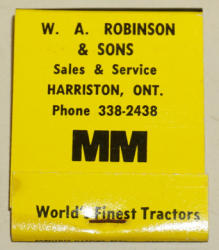 W. A. ROBINSON
& SONS
Sales & Service
HARRISTON, ONT.
Phone 338-2438
MM
World's Finest Tractors